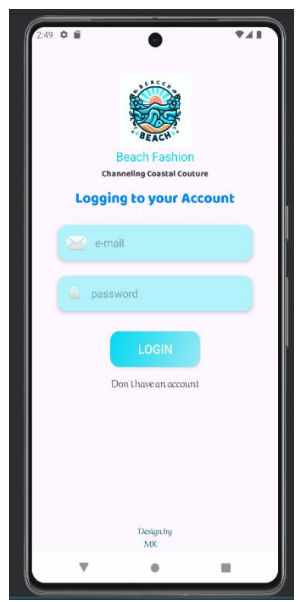 2:49
BEACH
Beach Fashion
Channeling Coastal Couture
Logging to your Account
e-mail
password
LOGIN
Don't have an account
Design by
MK